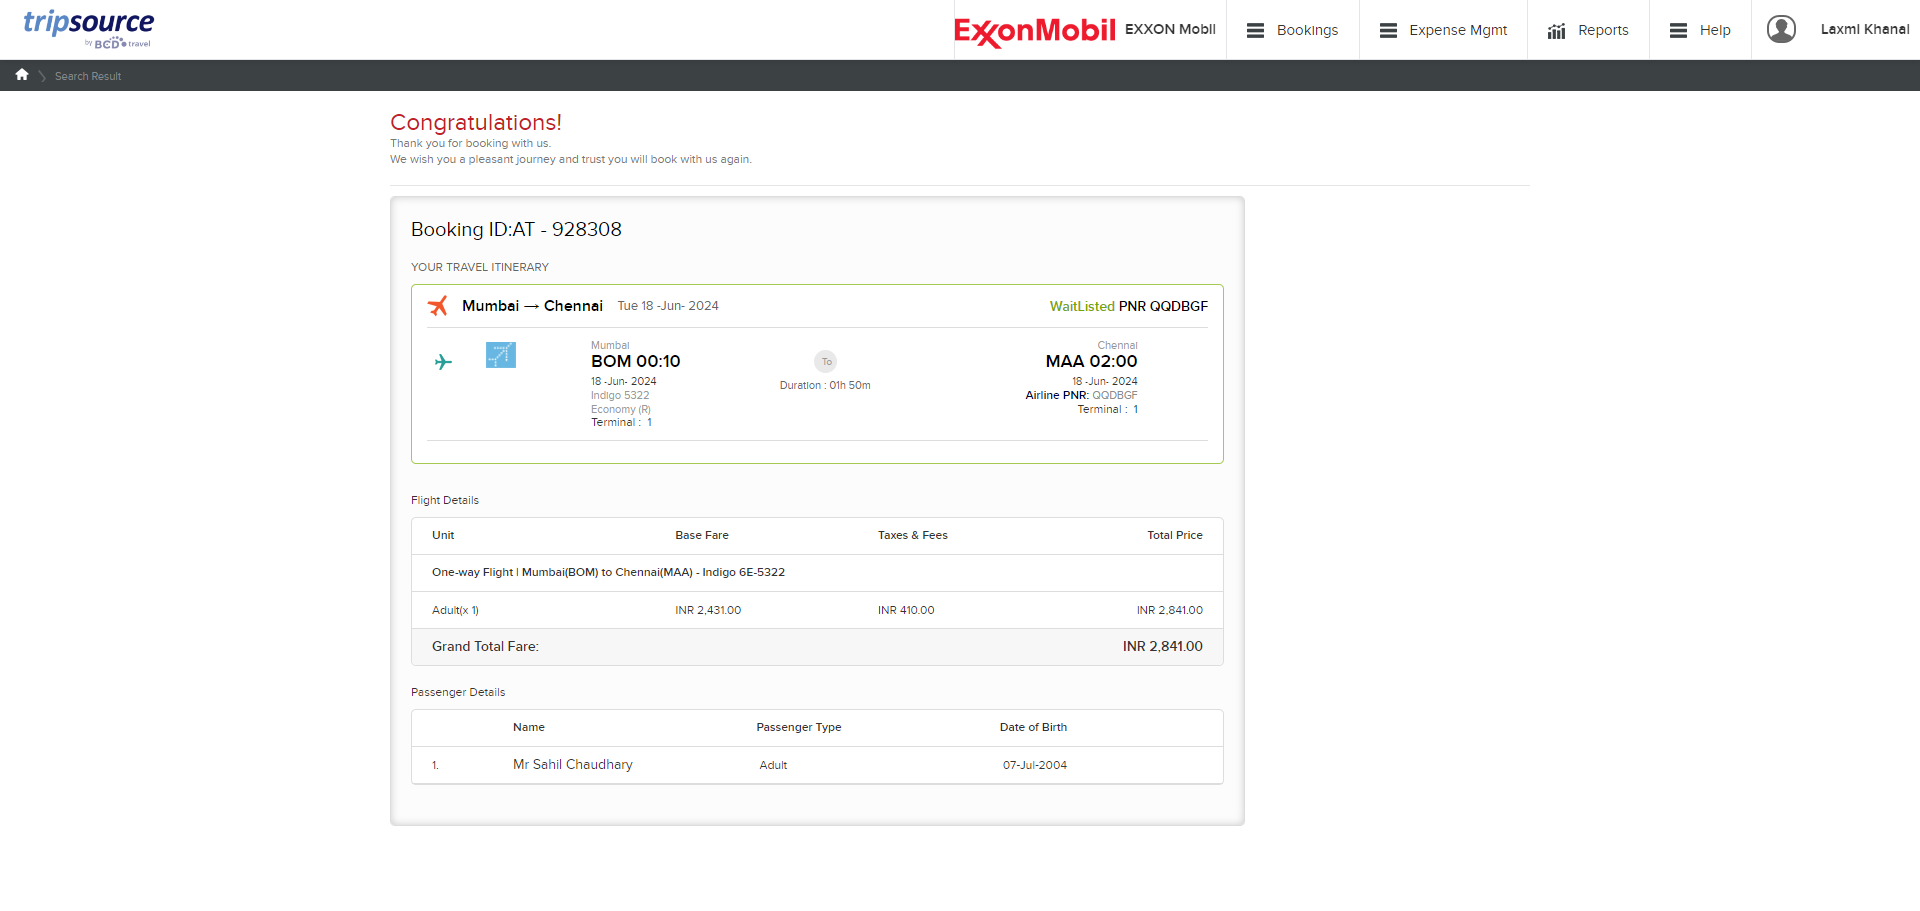 tripsource
by BCD travel
ExxonMobil EXXON Mobil Bookings Expense Mgmt Reports Help Laxmi Khanal
Search Result
Congratulations!
Thank you for booking with us.
We wish you a pleasant journey and trust you will book with us again.
Booking ID:AT - 928308
YOUR TRAVEL ITINERARY
Mumbai → Chennai Tue 18 -Jun- 2024 WaitListed PNR QQDBGF
Mumbai
BOM 00:10
18 -Jun- 2024
Indigo 5322
Economy (R)
Terminal : 1
To
Duration : 01h 50m
Chennai
MAA 02:00
18 -Jun- 2024
Airline PNR: QQDBGF
Terminal : 1
Flight Details
Unit Base Fare Taxes & Fees Total Price
One-way Flight | Mumbai(BOM) to Chennai(MAA) - Indigo 6E-5322
Adult(x 1) INR 2,431.00 INR 410.00 INR 2,841.00
Grand Total Fare: INR 2,841.00
Passenger Details
Name Passenger Type Date of Birth
1. Mr Sahil Chaudhary Adult 07-Jul-2004